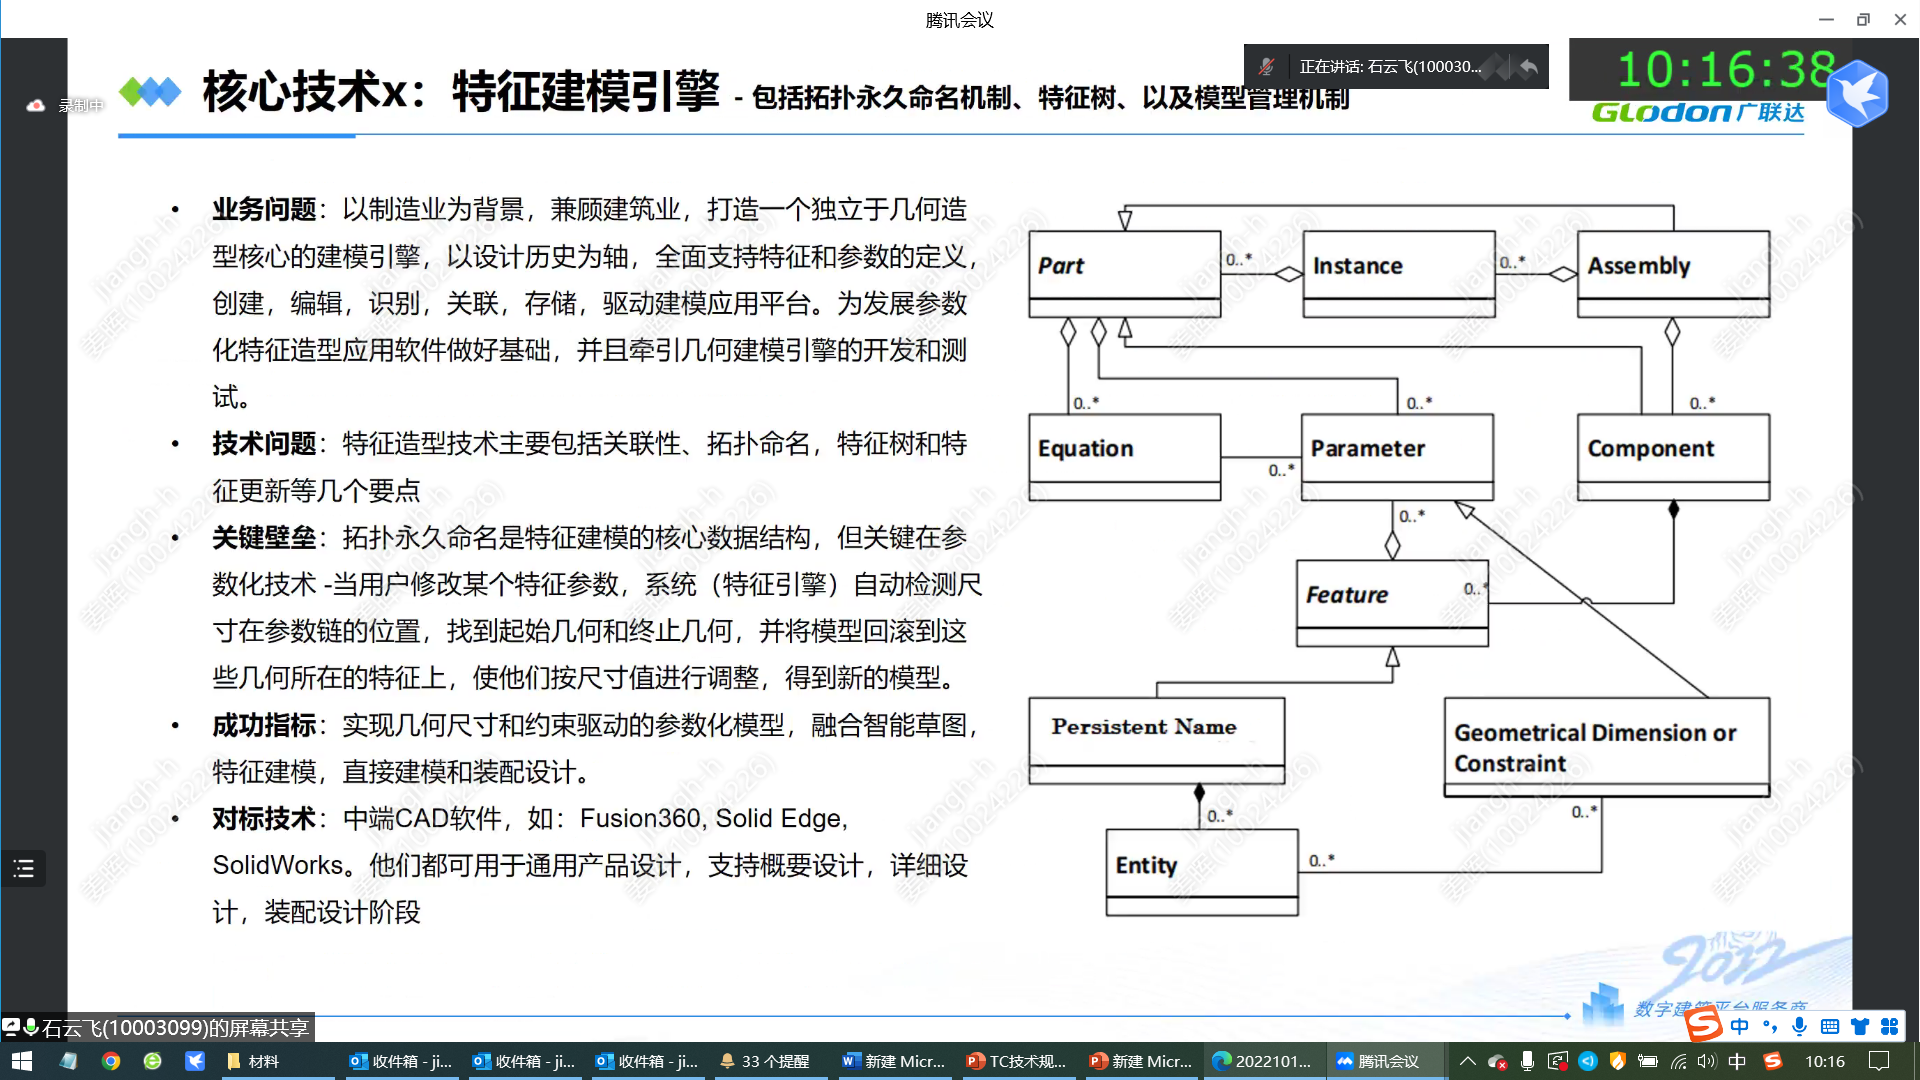 腾讯会议
录制中
正在讲话: 石云飞(100030...
10:16:38
核心技术x：特征建模引擎 - 包括拓扑永久命名机制、特征树、以及模型管理机制
GLODON广联达
• 业务问题：以制造业为背景，兼顾建筑业，打造一个独立于几何造
型核心的建模引擎，以设计历史为轴，全面支持特征和参数的定义，
创建，编辑，识别，关联，存储，驱动建模应用平台。为发展参数
化特征造型应用软件做好基础，并且牵引几何建模引擎的开发和测
试。
• 技术问题：特征造型技术主要包括关联性、拓扑命名，特征树和特
征更新等几个要点
• 关键壁垒：拓扑永久命名是特征建模的核心数据结构，但关键在参
数化技术 -当用户修改某个特征参数，系统（特征引擎）自动检测尺
寸在参数链的位置，找到起始几何和终止几何，并将模型回滚到这
些几何所在的特征上，使他们按尺寸值进行调整，得到新的模型。
• 成功指标：实现几何尺寸和约束驱动的参数化模型，融合智能草图，
特征建模，直接建模和装配设计。
• 对标技术：中端CAD软件，如：Fusion360, Solid Edge,
SolidWorks。他们都可用于通用产品设计，支持概要设计，详细设
计，装配设计阶段
Part
0..*
Instance
0..*
Assembly
0..*
0..*
0..*
Equation
0..*
Parameter
Component
0..*
Feature
0..*
Persistent Name
Geometrical Dimension or
Constraint
0..*
0..*
Entity
0..*
2022
数字建筑平台服务商
石云飞(10003099)的屏幕共享
中
材料
收件箱 - ji...
收件箱 - ji...
收件箱 - ji...
33 个提醒
新建 Micr...
TC技术规...
新建 Micr...
2022101...
腾讯会议
中
10:16